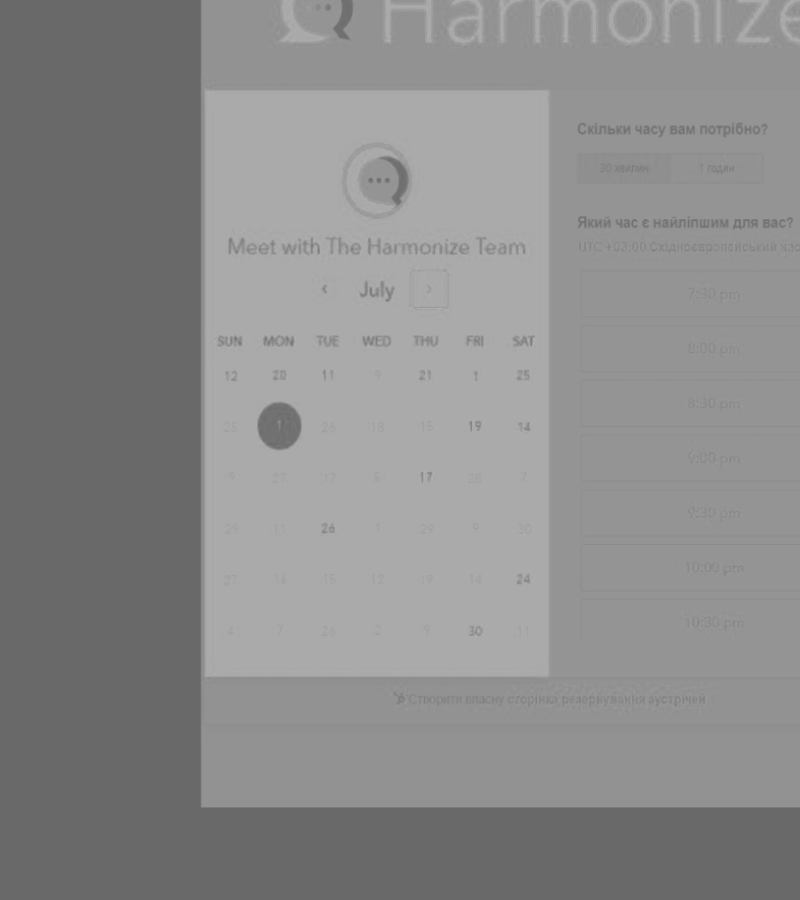 Harmonize
Meet with The Harmonize Team
‹ July ›
SUN MON TUE WED THU FRI SAT
12 20 11 9 21 1 25
25 1 26 18 15 19 14
9 27 17 17 7
29 11 26 1 29 9 30
27 14 15 12 19 14 24
4 7 26 2 9 30 11
Скільки часу вам потрібно?
30 хвилин 1 годин
Який час є найліпшим для вас?
UTC +03:00 Східноєвропейський час
7:30 pm
8:00 pm
8:30 pm
9:00 pm
9:30 pm
10:00 pm
10:30 pm
Створити власну сторінка резервування зустрічей